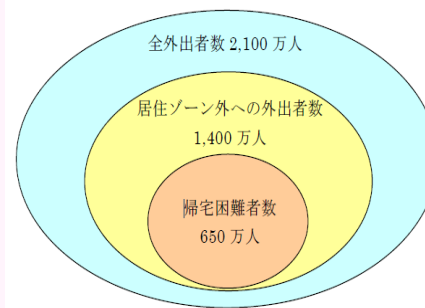 全外出者数 2,100 万人
居住ゾーン外への外出者数
1,400 万人
帰宅困難者数
650 万人